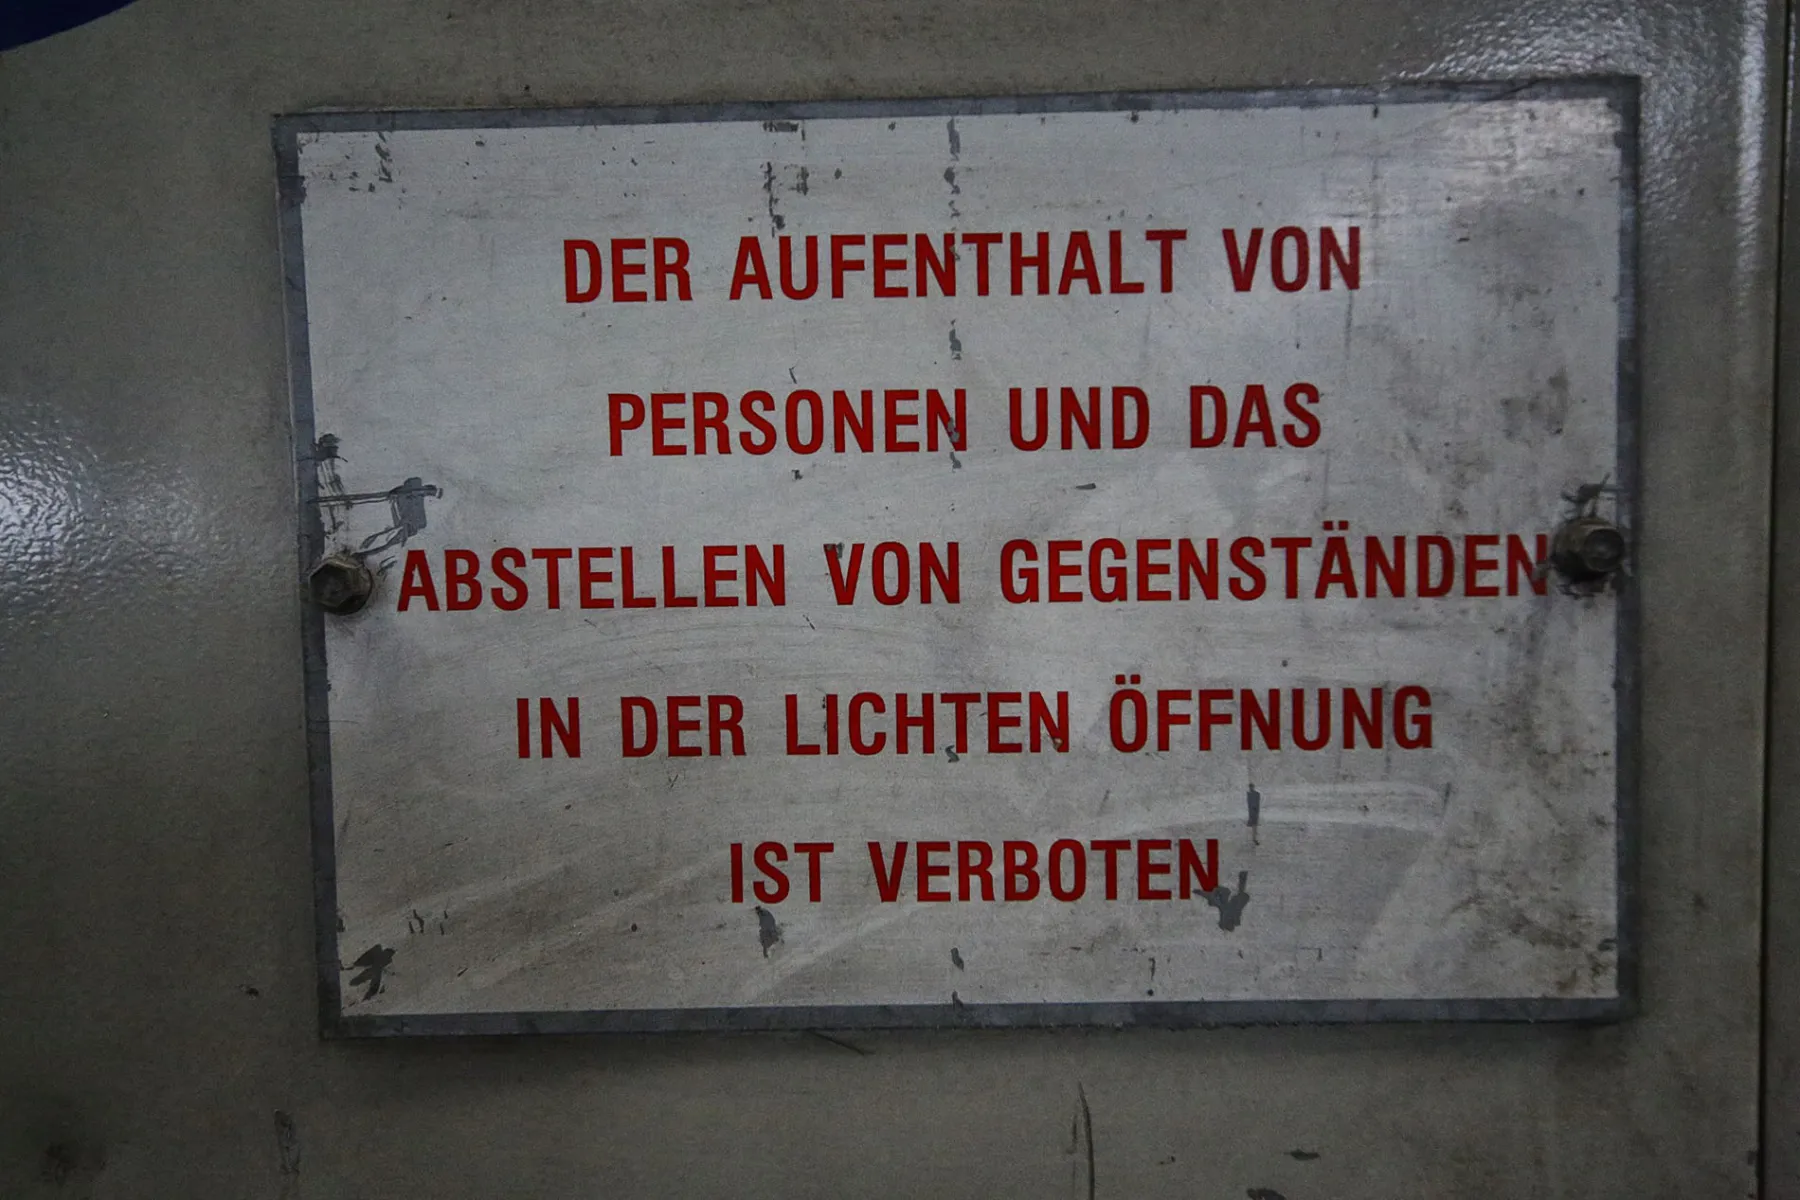 DER AUFENTHALT VON
PERSONEN UND DAS
ABSTELLEN VON GEGENSTÄNDEN
IN DER LICHTEN ÖFFNUNG
IST VERBOTEN